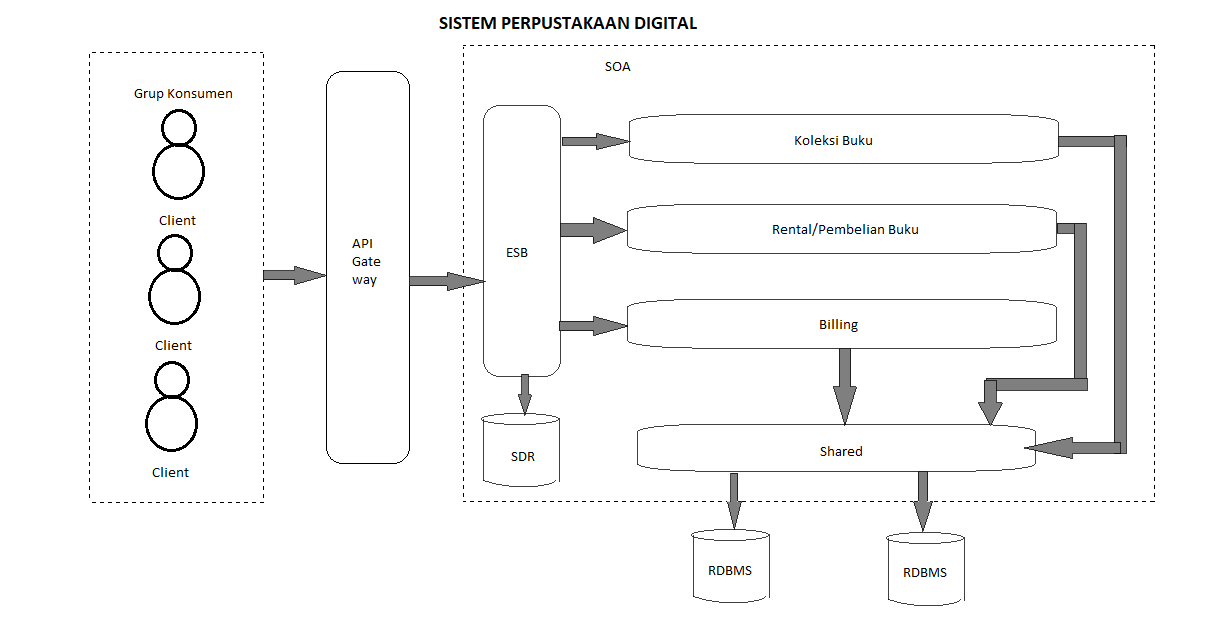 SISTEM PERPUSTAKAAN DIGITAL
Grup Konsumen
Client
Client
Client
API
Gate
way
SOA
ESB
SDR
Koleksi Buku
Rental/Pembelian Buku
Billing
Shared
RDBMS
RDBMS